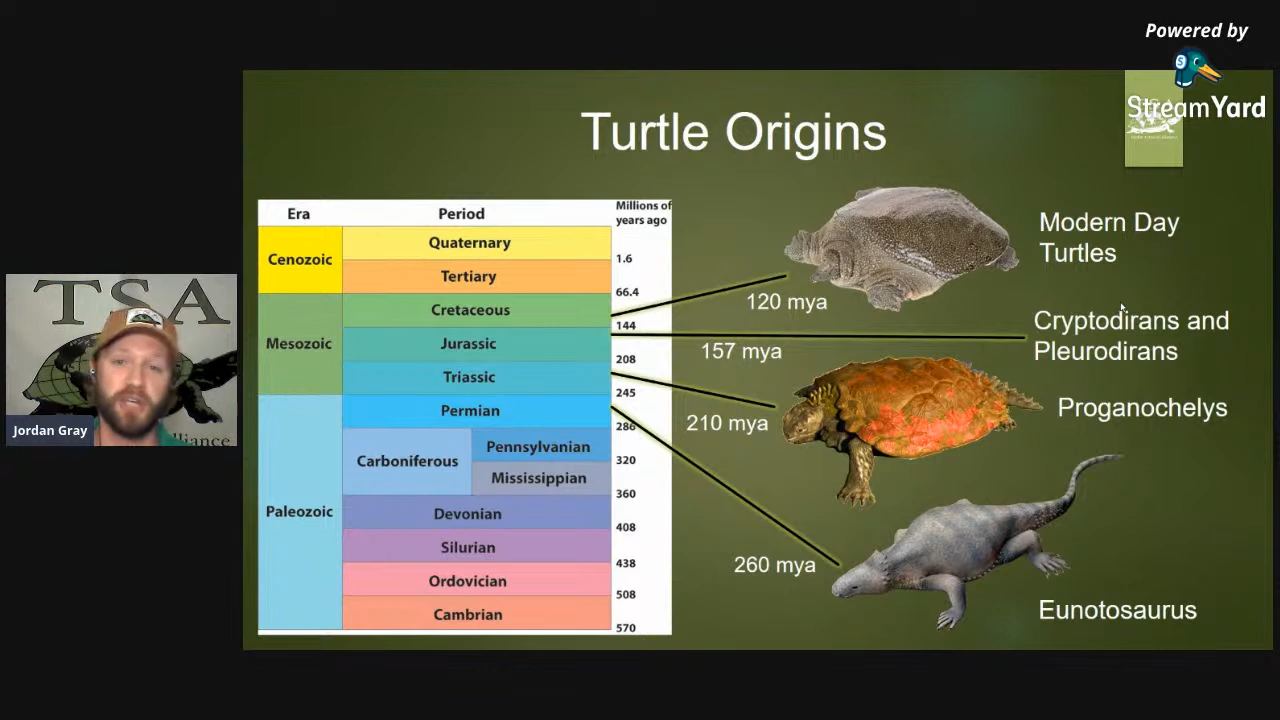 Powered by
StreamYard
Turtle Origins
Era
Period
Millions of
years ago
Cenozoic
Quaternary
1.6
Tertiary
66.4
Mesozoic
Cretaceous
144
Jurassic
208
Triassic
245
Paleozoic
Permian
286
Carboniferous
Pennsylvanian
320
Mississippian
360
Devonian
408
Silurian
438
Ordovician
508
Cambrian
570
120 mya
Modern Day
Turtles
157 mya
Cryptodirans and
Pleurodirans
210 mya
Proganochelys
260 mya
Eunotosaurus
TSA
Jordan Gray